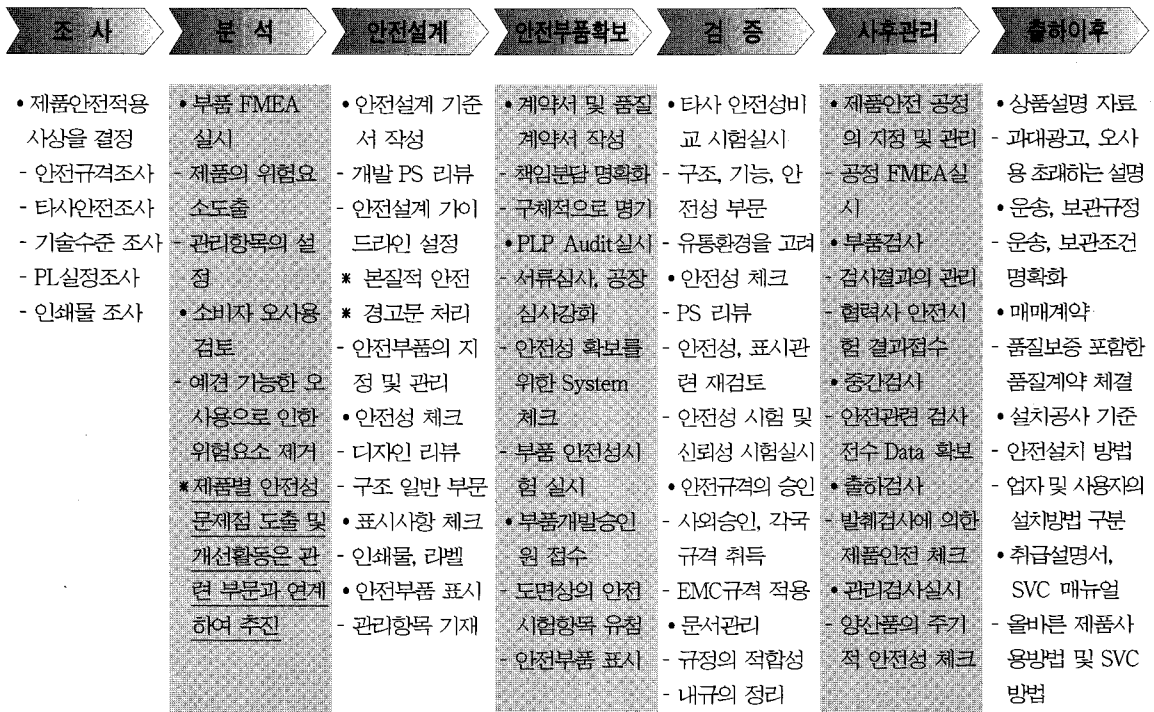 조 사
분 석
안전설계
안전부품확보
검 증
사후관리
출하이후
• 제품안전적용
사상을 결정
- 안전규격조사
- 타사안전조사
- 기술수준 조사
- PL실정조사
- 인쇄물 조사
• 부품 FMEA
실시
- 제품의 위험요
소도출
- 관리항목의 설
정
• 소비자 오사용
검토
- 예견 가능한 오
사용으로 인한
위험요소 제거
* 제품별 안전성
문제점 도출 및
개선활동은 관
련 부문과 연계
하여 추진
• 안전설계 기준
서 작성
- 개발 PS 리뷰
- 안전설계 가이
드라인 설정
* 본질적 안전
* 경고문 처리
- 안전부품의 지
정 및 관리
• 안전성 체크
- 디자인 리뷰
- 구조 일반 부문
• 표시사항 체크
- 인쇄물, 라벨
• 안전부품 표시
- 관리항목 기재
• 계약서 및 품질
계약서 작성
- 책임분담 명확화
- 구체적으로 명기
• PLP Audit실시
- 서류심사, 공장
심사강화
- 안전성 확보를
위한 System
체크
- 부품 안전성시
험 실시
• 부품개발승인
원 접수
- 도면상의 안전
시험항목 유첨
- 안전부품 표시
• 타사 안전성비
교 시험실시
- 구조, 기능, 안
전성 부문
- 유통환경을 고려
• 안전성 체크
- PS 리뷰
- 안전성, 표시관
련 재검토
- 안전성 시험 및
신뢰성 시험실시
• 안전규격의 승인
- 사외승인, 각국
규격 취득
- EMC규격 적용
• 문서관리
- 규정의 적합성
- 내규의 정리
• 제품안전 공정
의 지정 및 관리
- 공정 FMEA실
시
• 부품검사
- 검사결과의 관리
- 협력사 안전시
험 결과접수
• 중간검시
- 안전관련 검사
전수 Data 확보
• 출하검사
- 발췌검사에 의한
제품안전 체크
• 관리검사실시
- 양산품의 주기
적 안전성 체크
• 상품설명 자료
- 과대광고, 오사
용 초래하는 설명
• 운송, 보관규정
- 운송, 보관조건
명확화
• 매매계약
- 품질보증 포함한
품질계약 체결
• 설치공사 기준
- 안전설치 방법
- 업자 및 사용자의
설치방법 구분
• 취급설명서,
SVC 매뉴얼
- 올바른 제품사
용방법 및 SVC
방법